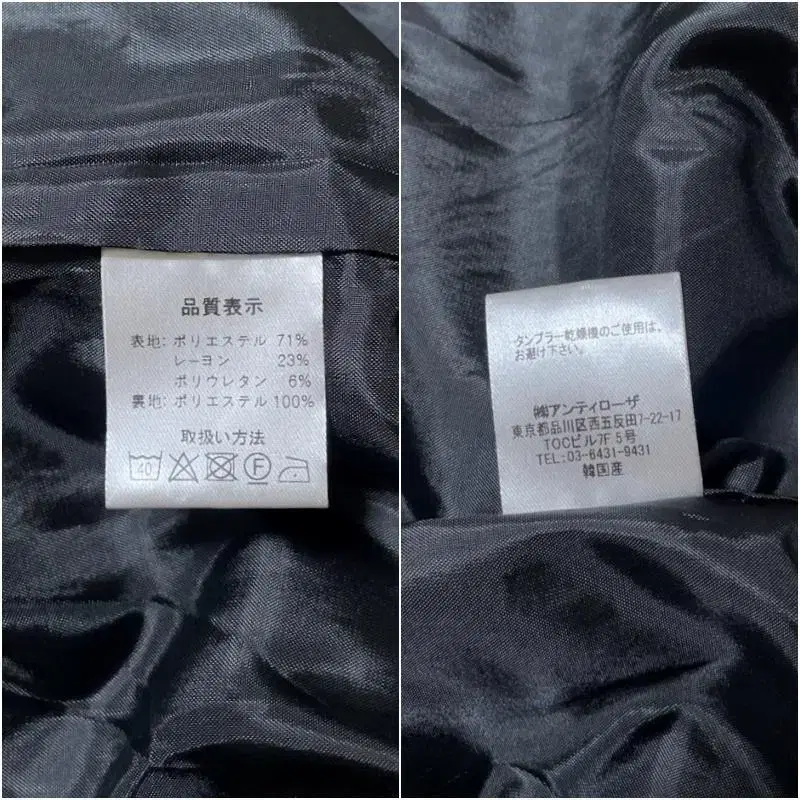 品質表示
表地: ポリエステル 71%
レーヨン 23%
ポリウレタン 6%
裏地: ポリエステル 100%
取扱い方法
40
F
タンブラー乾燥機のご使用は、
お避け下さい。
㈱アンティローザ
東京都品川区西五反田7-22-17
TOCビル7F 5号
TEL:03-6431-9431
韓国産